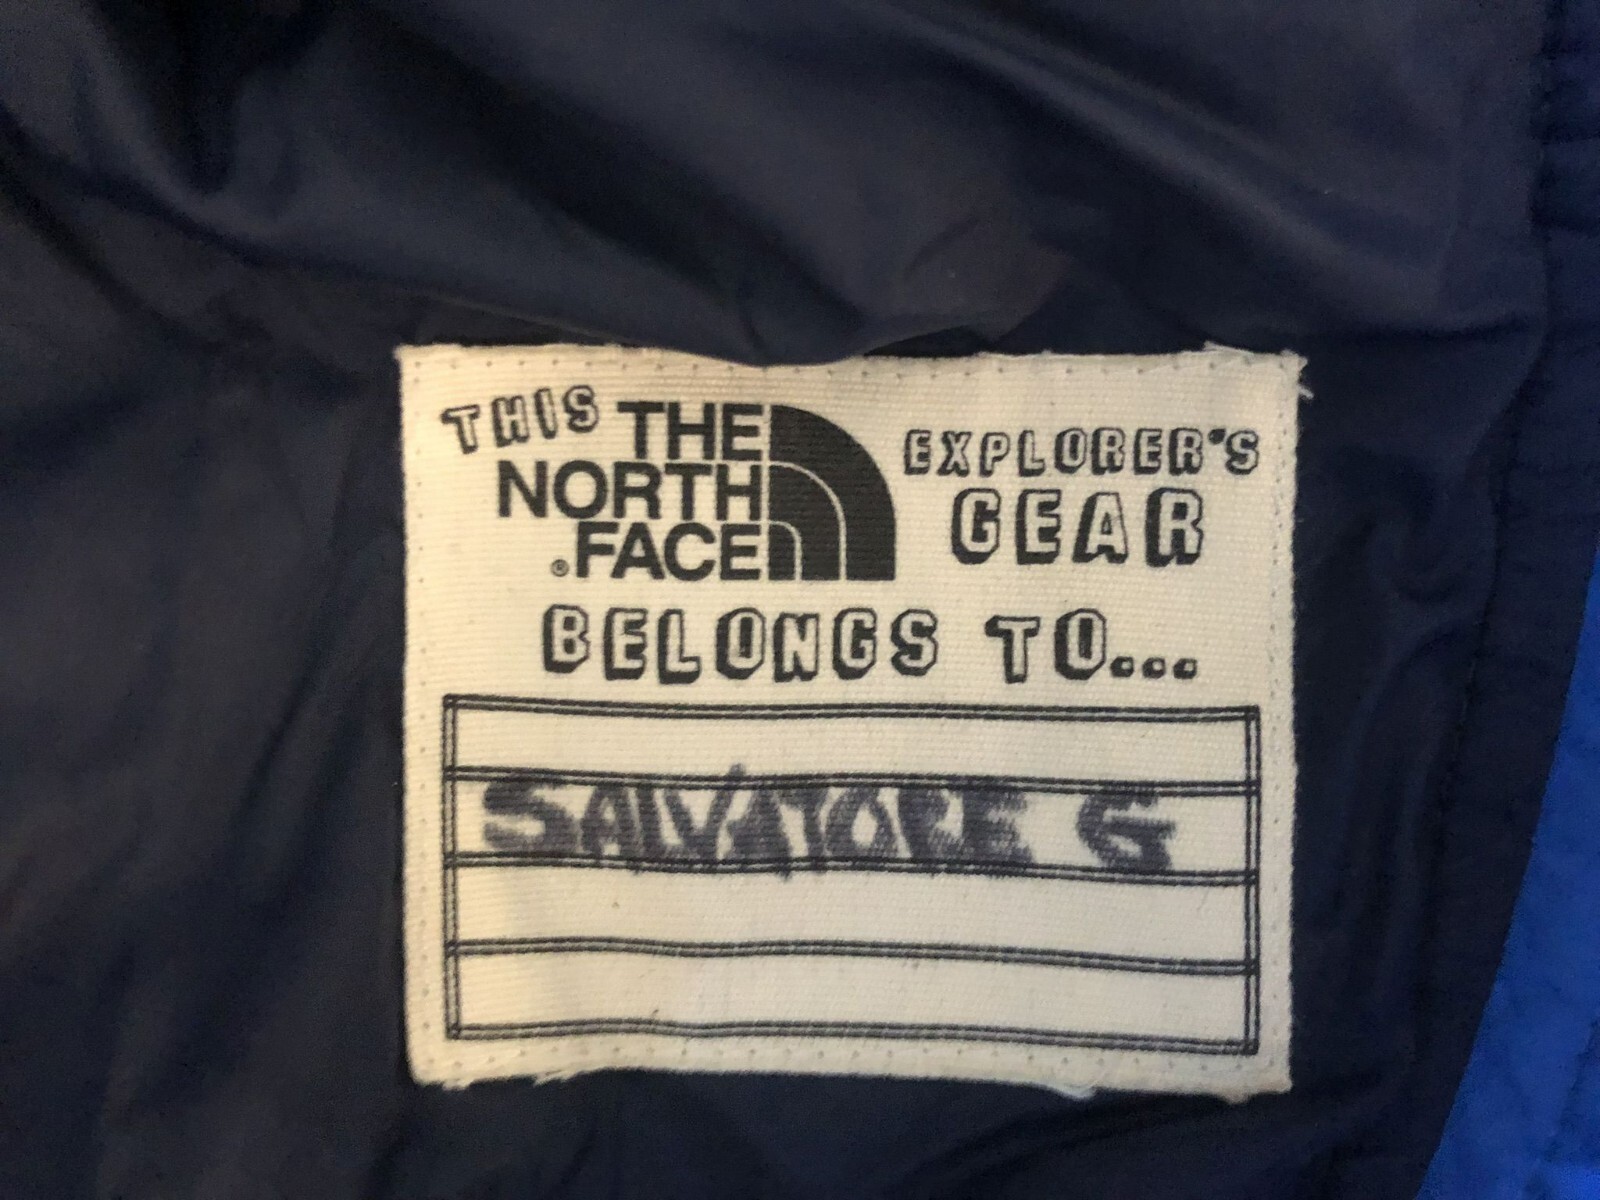 THIS THE NORTH FACE® EXPLORER'S GEAR
BELONGS TO...
SALVATORE G